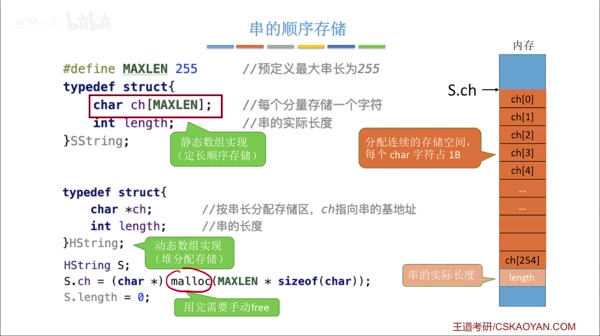 bilibili
串的顺序存储
#define MAXLEN 255 //预定义最大串长为255
typedef struct{
char ch[MAXLEN]; //每个分量存储一个字符
int length; //串的实际长度
}SString;
静态数组实现
（定长顺序存储）
typedef struct{
char *ch; //按串长分配存储区，ch指向串的基地址
int length; //串的长度
}HString;
动态数组实现
（堆分配存储）
HString S;
S.ch = (char *) malloc(MAXLEN * sizeof(char));
S.length = 0;
用完需要手动free
内存
S.ch
ch[0]
ch[1]
ch[2]
ch[3]
ch[4]
...
...
ch[254]
length
分配连续的存储空间，
每个 char 字符占 1B
串的实际长度
王道考研/CSKAOYAN.COM